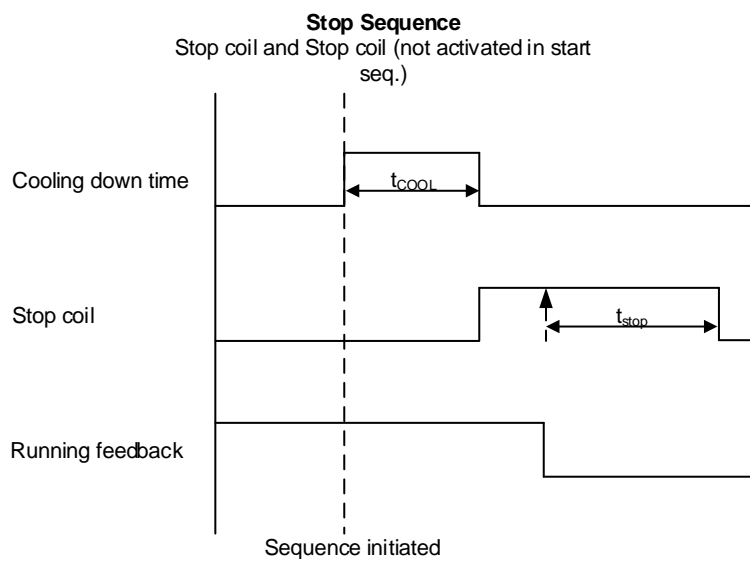 Stop Sequence
Stop coil and Stop coil (not activated in start
seq.)
Cooling down time
tCOOL
Stop coil
tstop
Running feedback
Sequence initiated